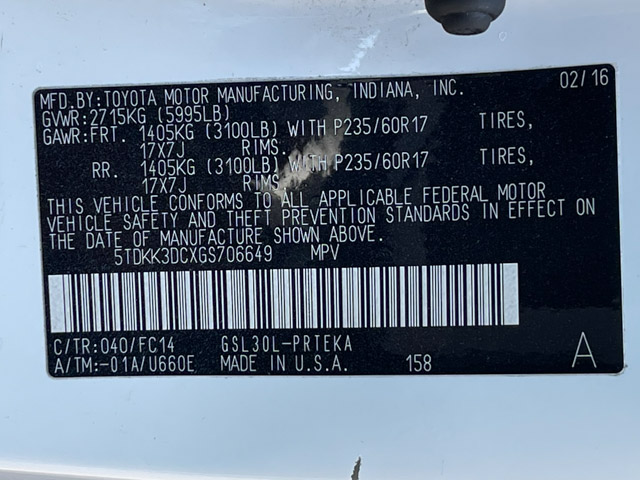 MFD.BY:TOYOTA MOTOR MANUFACTURING, INDIANA, INC. 02/16
GVWR:2715KG (5995LB)
GAWR:FRT. 1405KG (3100LB) WITH P235/60R17 TIRES,
17X7J RIMS.
RR. 1405KG (3100LB) WITH P235/60R17 TIRES,
17X7J RIMS
THIS VEHICLE CONFORMS TO ALL APPLICABLE FEDERAL MOTOR
VEHICLE SAFETY AND THEFT PREVENTION STANDARDS IN EFFECT ON
THE DATE OF MANUFACTURE SHOWN ABOVE.
5TDKK3DCXGS706649 MPV
C/TR:040/FC14 GSL30L-PRTEKA
A/TM:-01A/U660E MADE IN U.S.A. 158 A